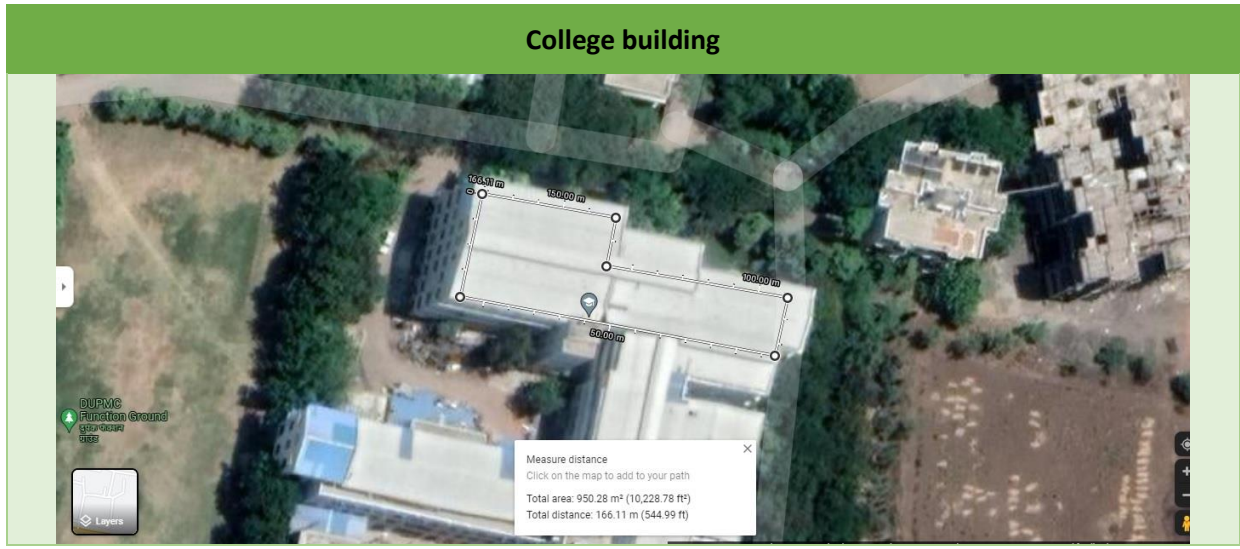 College building
166.11 m
0
150.00 m
100.00 m
50.00 m
DUPMC
Function Ground
Measure distance
Click on the map to add to your path
Total area: 950.28 m² (10,228.78 ft²)
Total distance: 166.11 m (544.99 ft)
Layers